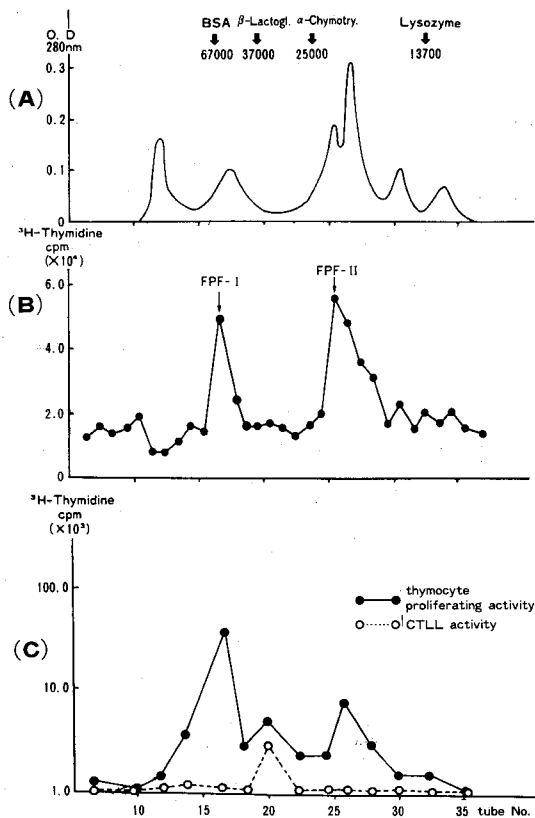 BSA β-Lactogl. α-Chymotry. Lysozyme
O. D
280nm
67000 37000 25000 13700
(A)
0.3
0.2
0.1
0
³H-Thymidine
cpm
(×10⁴)
(B)
FPF-I
FPF-II
6.0
4.0
2.0
0
³H-Thymidine
cpm
(×10³)
(C)
thymocyte
proliferating activity
CTLL activity
100.0
10.0
1.0
10 15 20 25 30 35 tube No.